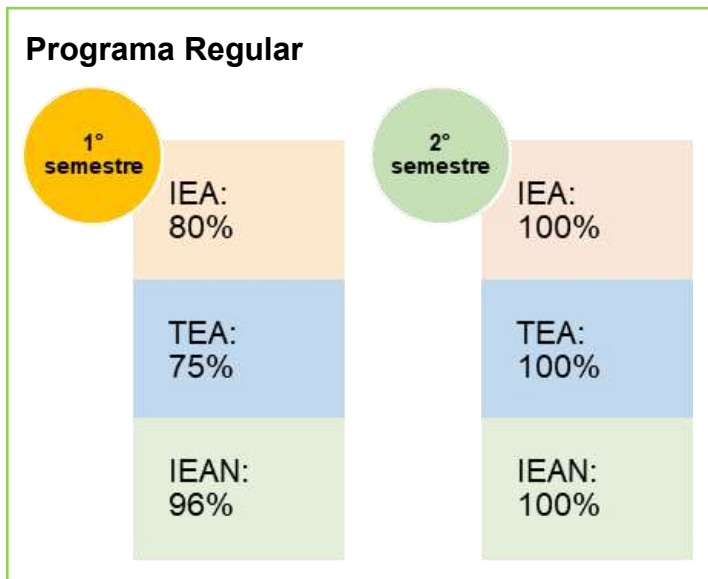 Programa Regular
1°
semestre
IEA:
80%
TEA:
75%
IEAN:
96%
2°
semestre
IEA:
100%
TEA:
100%
IEAN:
100%